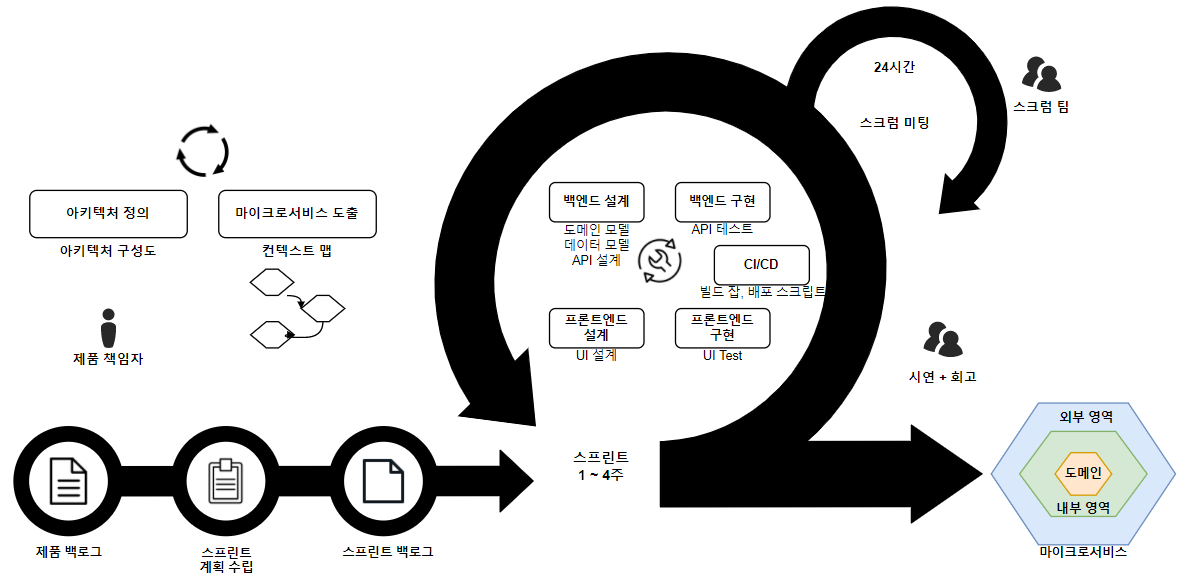 24시간
스크럼 미팅
스크럼 팀
아키텍처 정의
아키텍처 구성도
마이크로서비스 도출
컨텍스트 맵
제품 책임자
백엔드 설계
도메인 모델
데이터 모델
API 설계
백엔드 구현
API 테스트
CI/CD
빌드 잡, 배포 스크립트
프론트엔드
설계
UI 설계
프론트엔드
구현
UI Test
시연 + 회고
스프린트
1 ~ 4주
외부 영역
도메인
내부 영역
마이크로서비스
제품 백로그
스프린트
계획 수립
스프린트 백로그